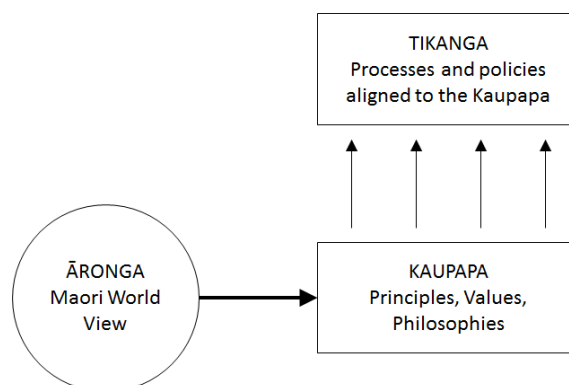 TIKANGA
Processes and policies
aligned to the Kaupapa
ĀRONGA
Maori World
View
KAUPAPA
Principles, Values,
Philosophies